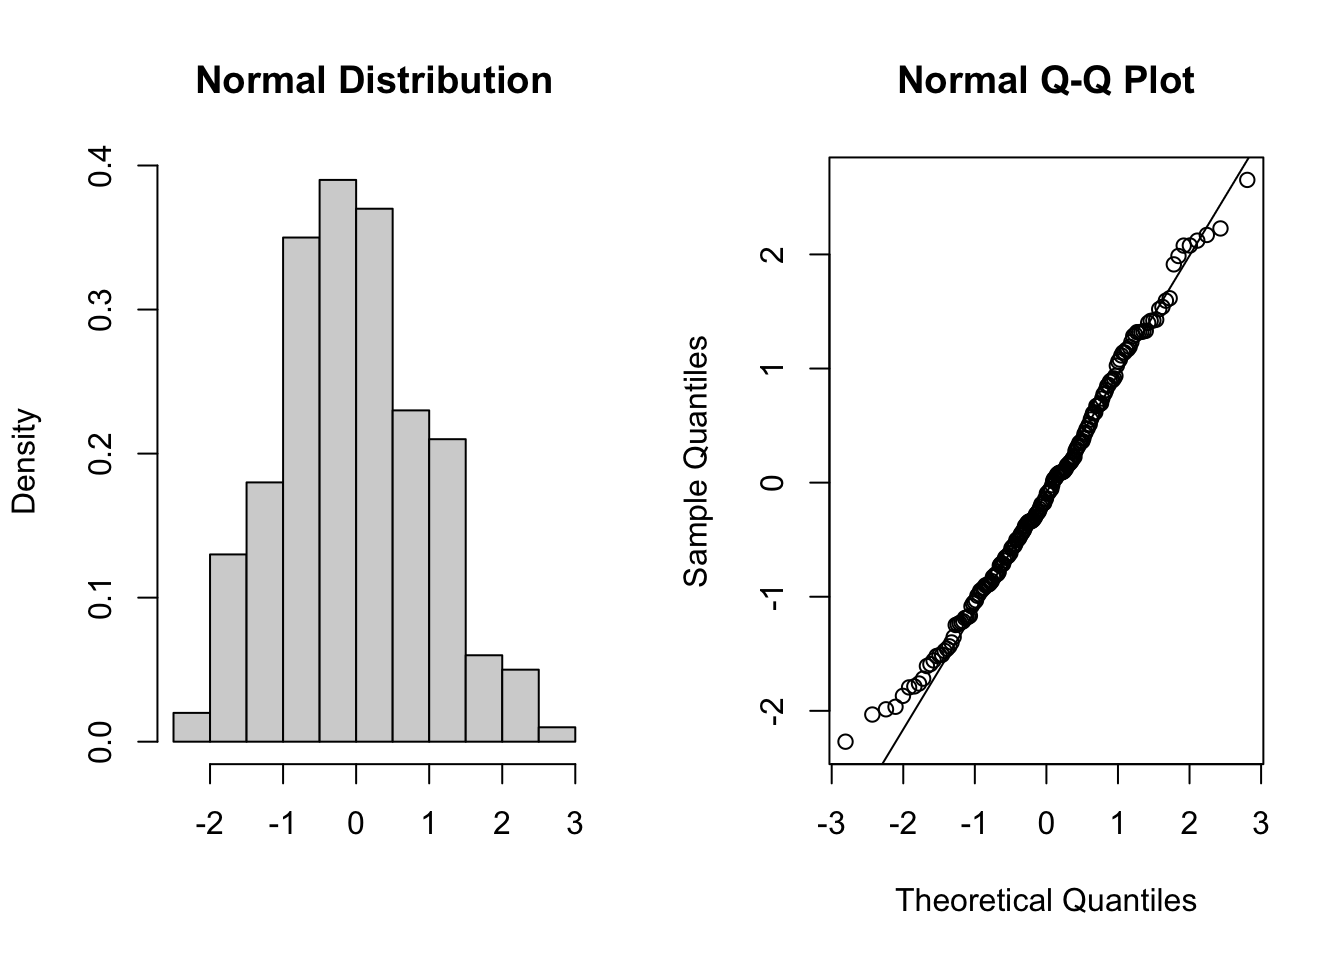 Normal Distribution
Density
0.0 0.1 0.2 0.3 0.4
-2 -1 0 1 2 3
Normal Q-Q Plot
Sample Quantiles
-2 -1 0 1 2
-3 -2 -1 0 1 2 3
Theoretical Quantiles